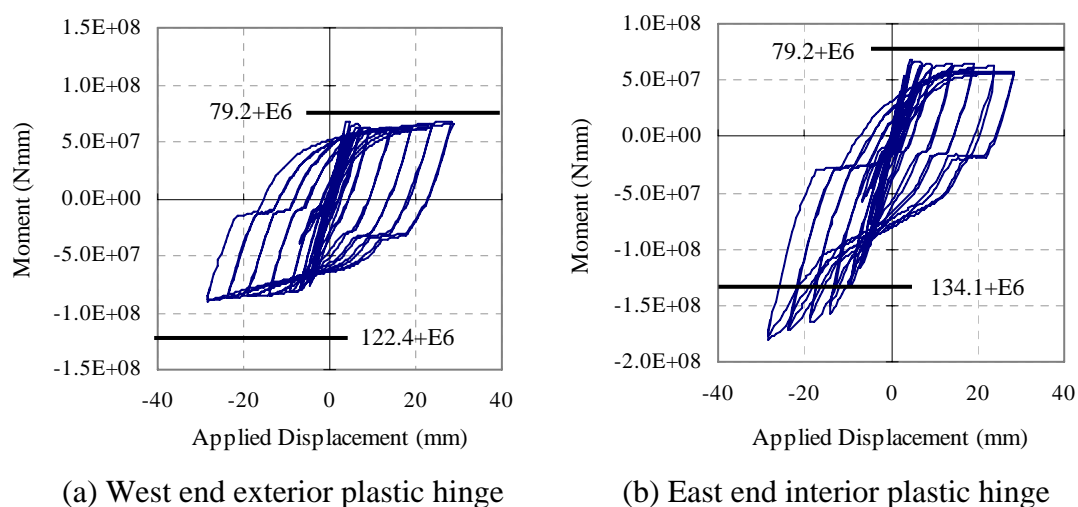 1.5E+08
1.0E+08
5.0E+07
0.0E+00
-5.0E+07
-1.0E+08
-1.5E+08
Moment (Nmm)
79.2+E6
122.4+E6
-40 -20 0 20 40
Applied Displacement (mm)
(a) West end exterior plastic hinge
1.0E+08
5.0E+07
0.0E+00
-5.0E+07
-1.0E+08
-1.5E+08
-2.0E+08
Moment (Nmm)
79.2+E6
134.1+E6
-40 -20 0 20 40
Applied Displacement (mm)
(b) East end interior plastic hinge